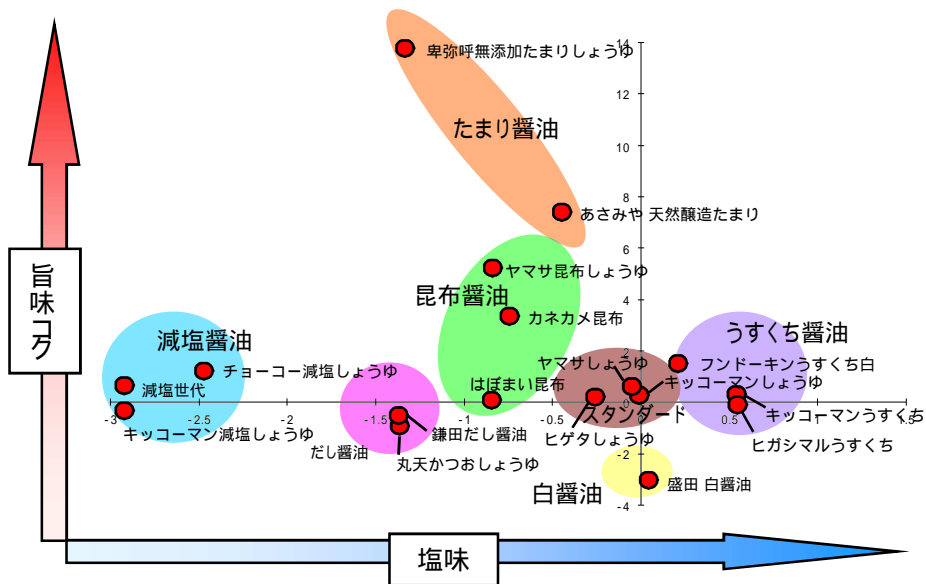 14
卑弥呼無添加たまりしょうゆ
12
たまり醤油
10
8
あさみや 天然醸造たまり
6
ヤマサ昆布しょうゆ
昆布醤油
4
カネカメ昆布
旨味コク
減塩醤油
うすくち醤油
2
ヤマサしょうゆ
フンドーキンうすくち白
チョーコー減塩しょうゆ
はぼまい昆布
キッコーマンしょうゆ
減塩世代
0
スタンダード
キッコーマンうすくち
-3
-2.5
-2
-1.5
-1
-0.5
0
0.5
1
1.5
キッコーマン減塩しょうゆ
鎌田だし醤油
ヒゲタしょうゆ
ヒガシマルうすくち
だし醤油
丸天かつおしょうゆ
-2
白醤油
盛田 白醤油
-4
塩味